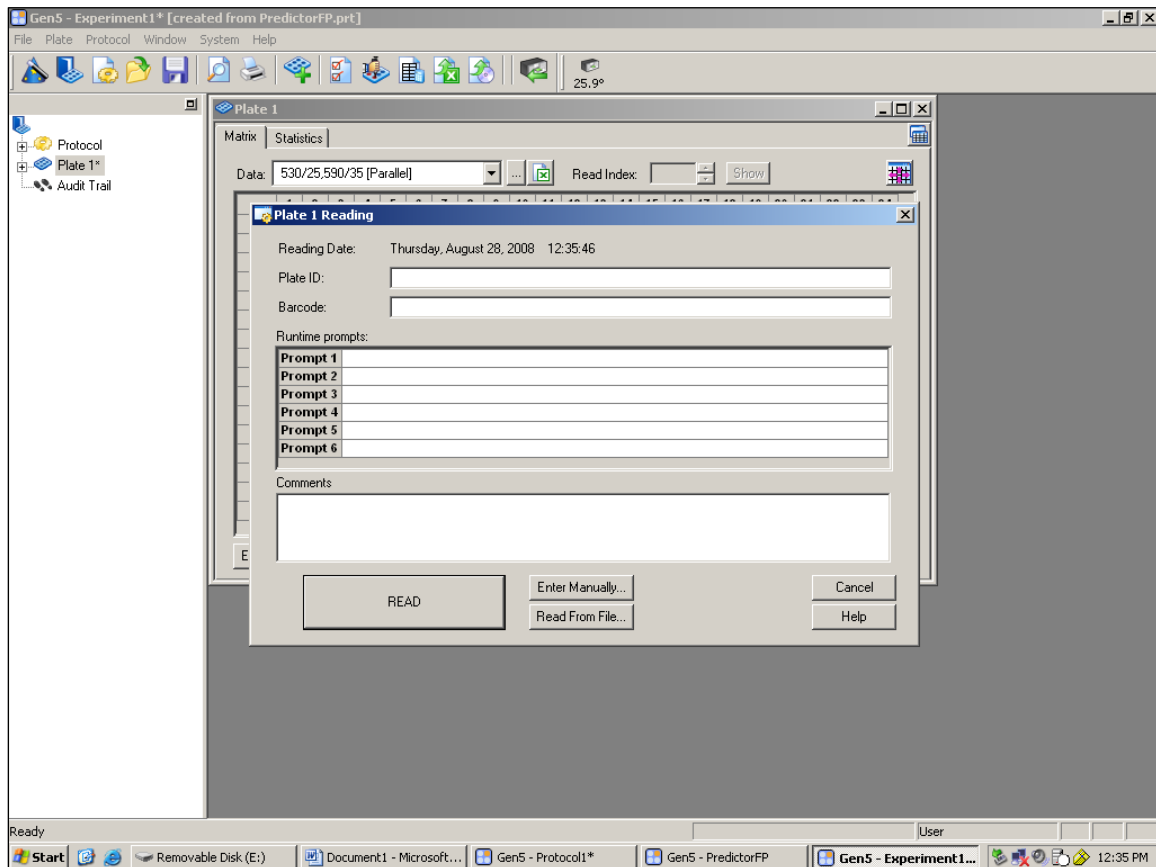 Gen5 - Experiment1* [created from PredictorFP.prt]
File Plate Protocol Window System Help
25.9°
Protocol
Plate 1*
Audit Trail
Plate 1
Matrix Statistics
Data: 530/25,590/35 [Parallel] ... Read Index: Show
Plate 1 Reading
Reading Date: Thursday, August 28, 2008 12:35:46
Plate ID:
Barcode:
Runtime prompts:
Prompt 1
Prompt 2
Prompt 3
Prompt 4
Prompt 5
Prompt 6
Comments
E
READ Enter Manually... Cancel
Read From File... Help
Ready User
Start Removable Disk (E:) Document1 - Microsoft... Gen5 - Protocol1* Gen5 - PredictorFP Gen5 - Experiment1... 12:35 PM